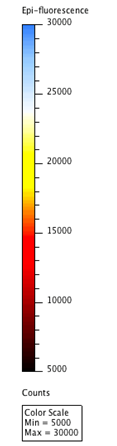 Epi-fluorescence
30000
25000
20000
15000
10000
5000
Counts
Color Scale
Min = 5000
Max = 30000